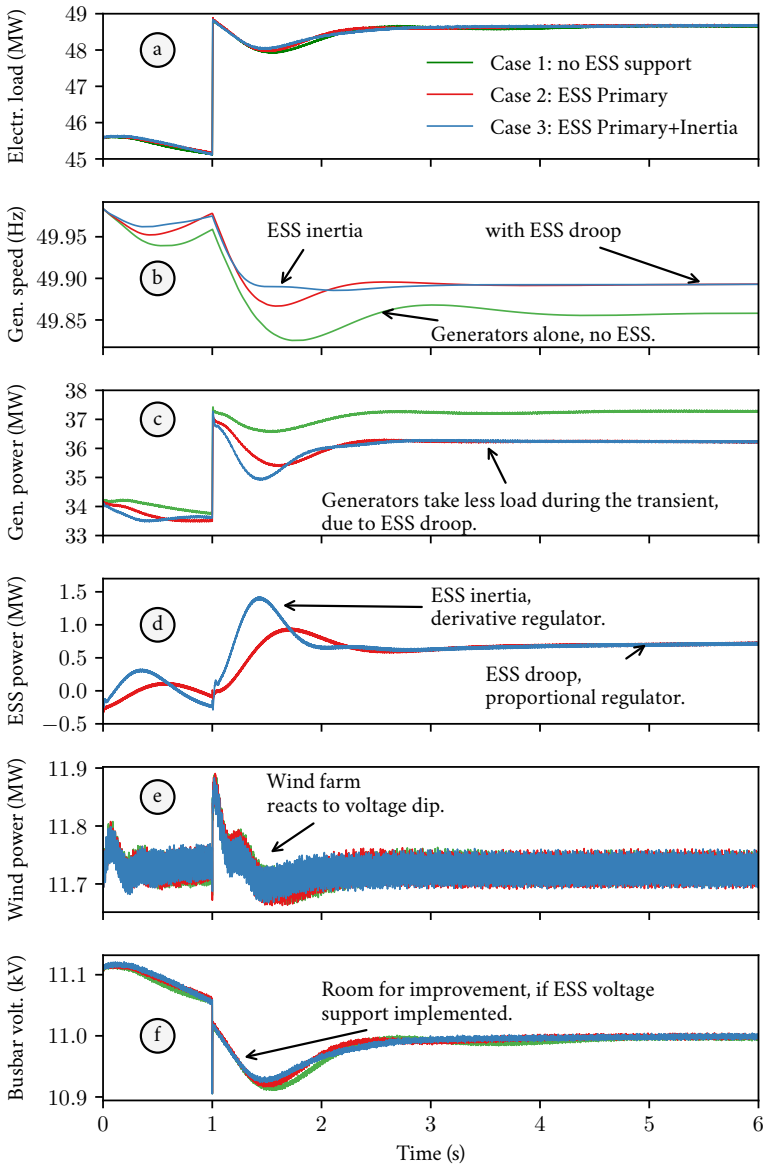 Electr. load (MW)
49
48
47
46
45
a
Case 1: no ESS support
Case 2: ESS Primary
Case 3: ESS Primary+Inertia
Gen. speed (Hz)
49.95
49.90
49.85
b
ESS inertia
with ESS droop
Generators alone, no ESS.
Gen. power (MW)
38
37
36
35
34
33
c
Generators take less load during the transient,
due to ESS droop.
ESS power (MW)
1.5
1.0
0.5
0.0
−0.5
d
ESS inertia,
derivative regulator.
ESS droop,
proportional regulator.
Wind power (MW)
11.9
11.8
11.7
e
Wind farm
reacts to voltage dip.
Busbar volt. (kV)
11.1
11.0
10.9
f
Room for improvement, if ESS voltage
support implemented.
0 1 2 3 4 5 6
Time (s)